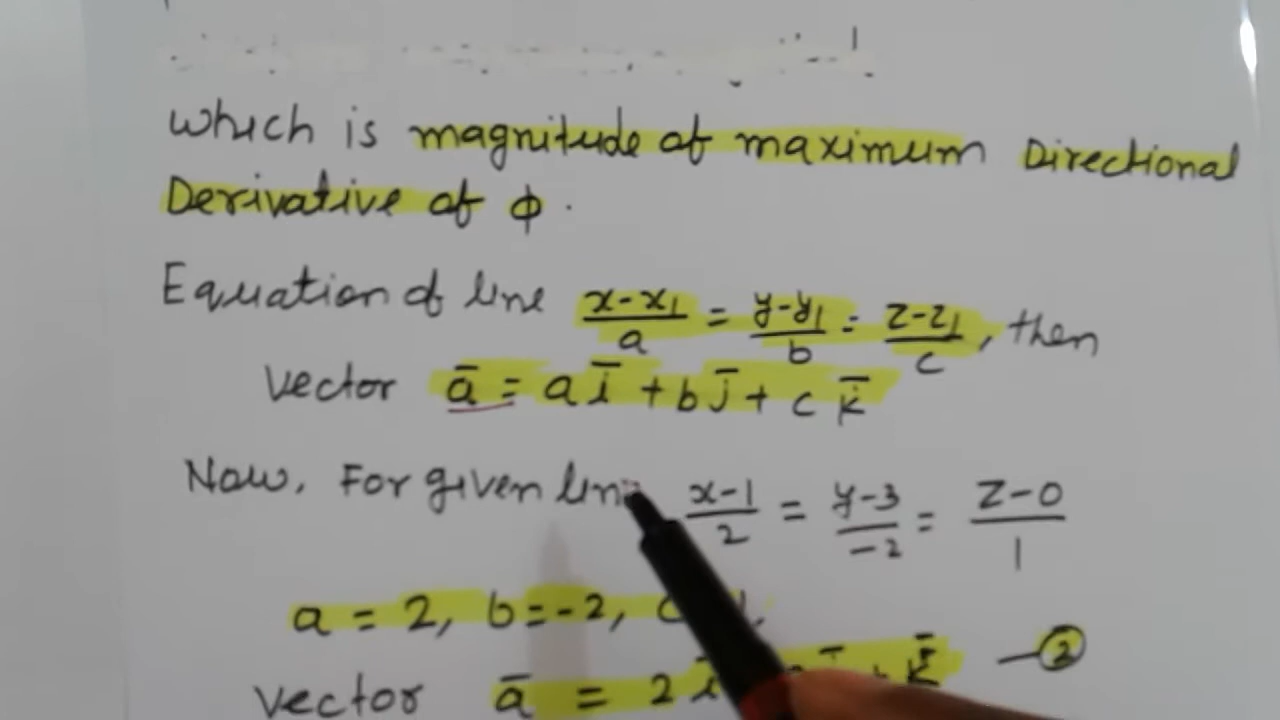 which is magnitude of maximum Directional
Derivative of ϕ.
Equation of line (x-x₁)/a = (y-y₁)/b = (z-z₁)/c, then
vector ā = a ī + b j̄ + c k̄
Now, For given line (x-1)/2 = (y-3)/-2 = (z-0)/1
a = 2, b = -2, c
vector ā = 2 ī k̄ —②